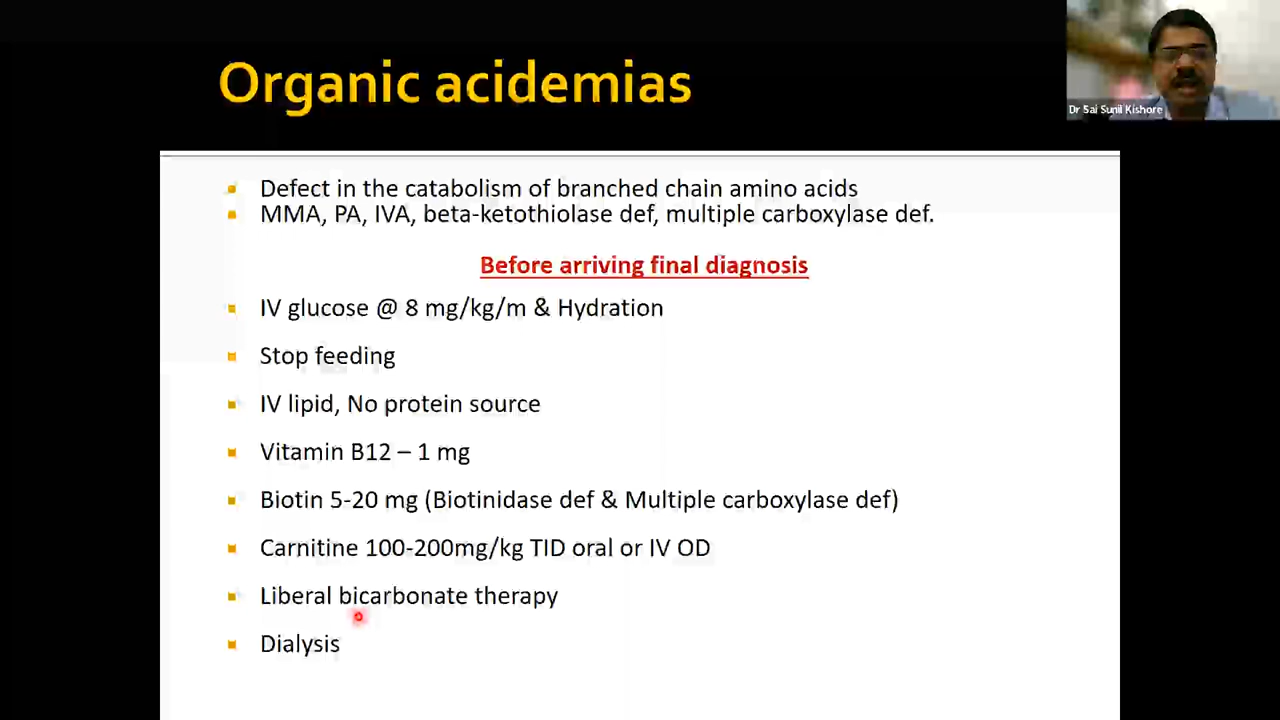 Organic acidemias
Dr Sai Sunil Kishore
Defect in the catabolism of branched chain amino acids
MMA, PA, IVA, beta-ketothiolase def, multiple carboxylase def.
Before arriving final diagnosis
IV glucose @ 8 mg/kg/m & Hydration
Stop feeding
IV lipid, No protein source
Vitamin B12 – 1 mg
Biotin 5-20 mg (Biotinidase def & Multiple carboxylase def)
Carnitine 100-200mg/kg TID oral or IV OD
Liberal bicarbonate therapy
Dialysis